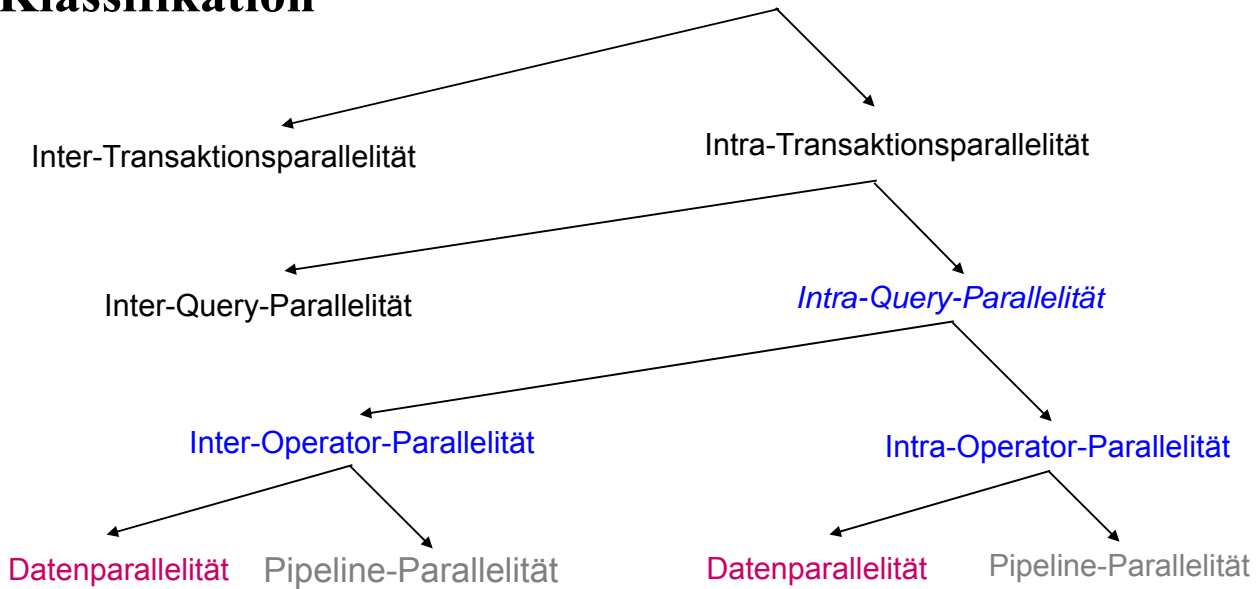 Klassifikation
Inter-Transaktionsparallelität
Intra-Transaktionsparallelität
Inter-Query-Parallelität
Intra-Query-Parallelität
Inter-Operator-Parallelität
Intra-Operator-Parallelität
Datenparallelität
Pipeline-Parallelität
Datenparallelität
Pipeline-Parallelität